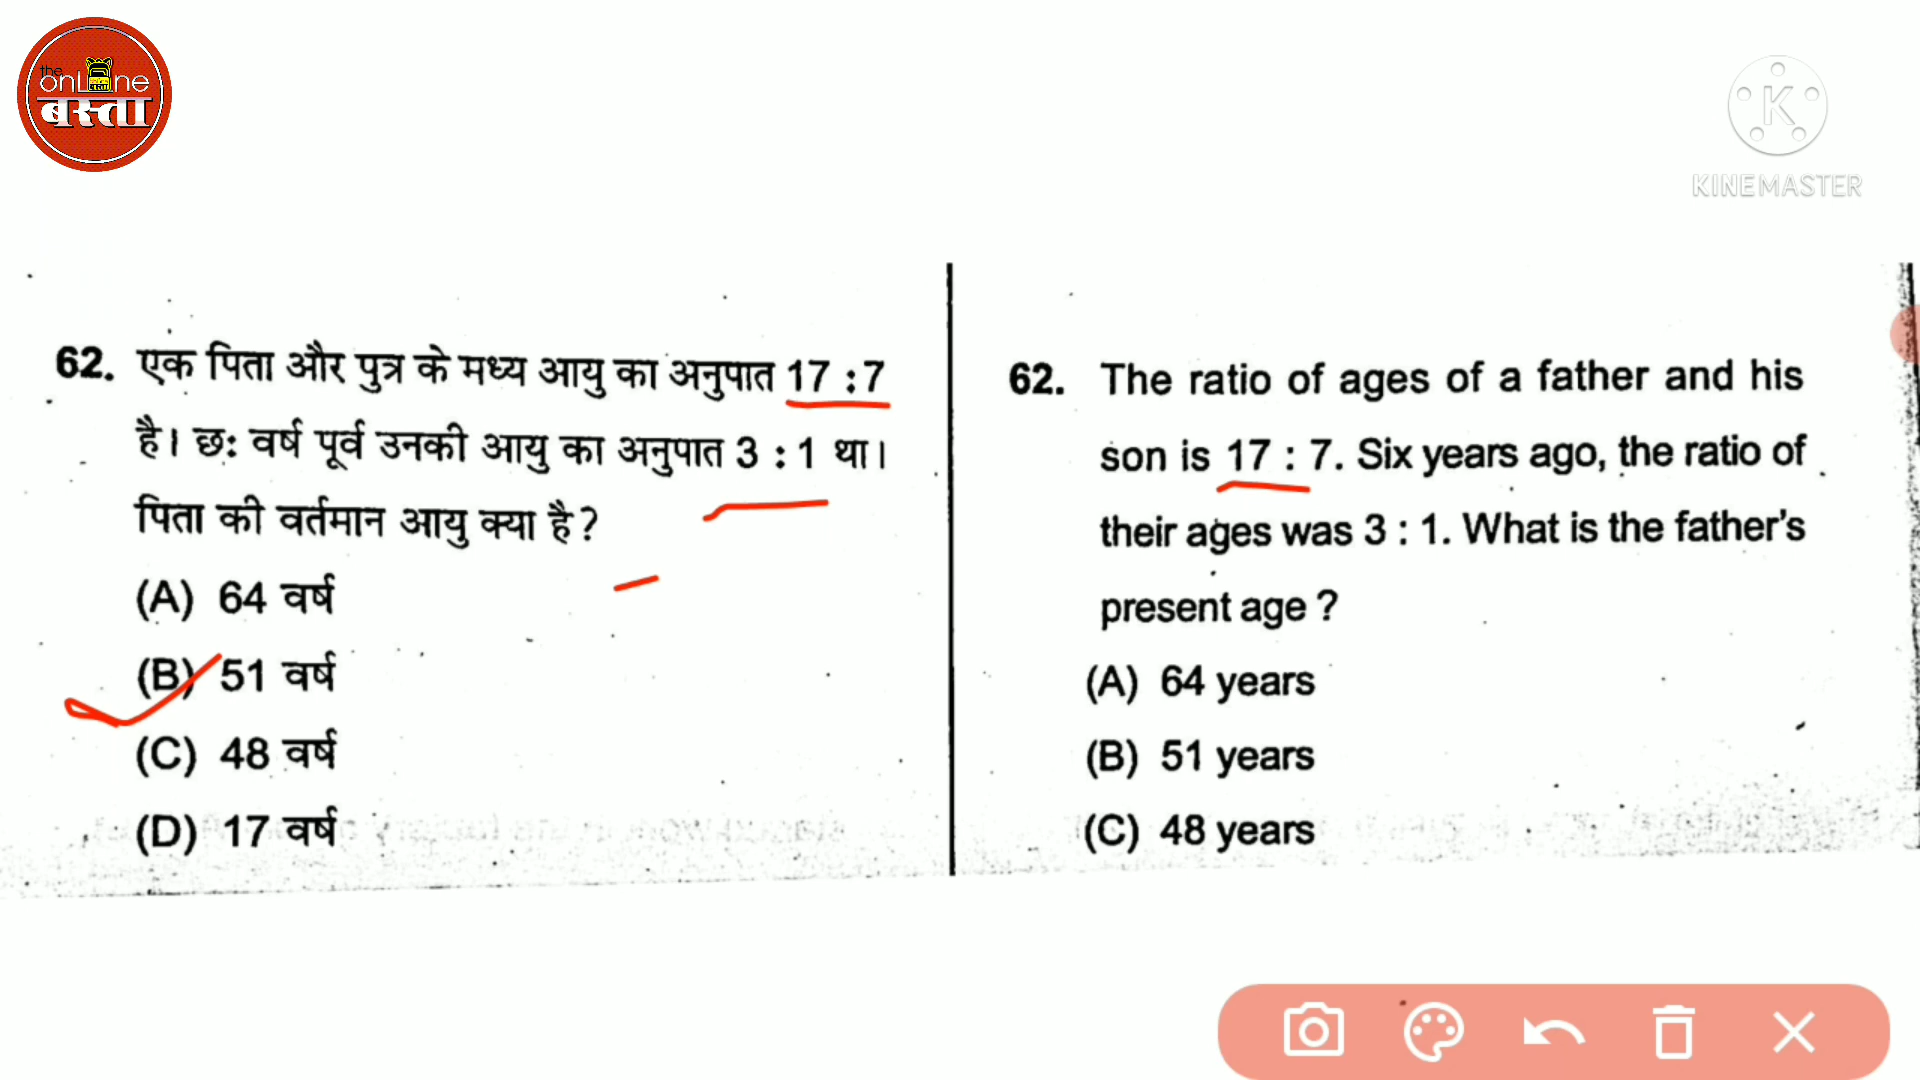 the
onLine
बस्ता
KINEMASTER
62. एक पिता और पुत्र के मध्य आयु का अनुपात 17 : 7
है। छः वर्ष पूर्व उनकी आयु का अनुपात 3 : 1 था।
पिता की वर्तमान आयु क्या है ?
(A) 64 वर्ष
(B) 51 वर्ष
(C) 48 वर्ष
(D) 17 वर्ष
62. The ratio of ages of a father and his
son is 17 : 7. Six years ago, the ratio of
their ages was 3 : 1. What is the father's
present age ?
(A) 64 years
(B) 51 years
(C) 48 years